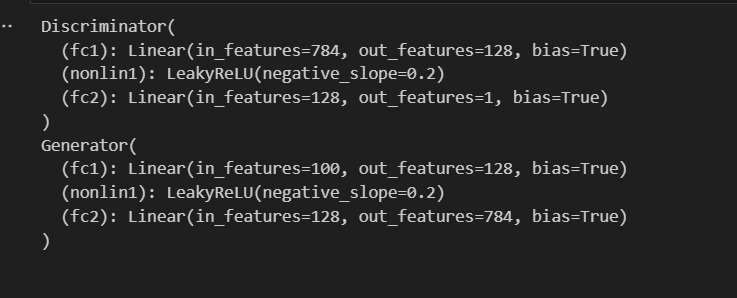 Discriminator(
  (fc1): Linear(in_features=784, out_features=128, bias=True)
  (nonlin1): LeakyReLU(negative_slope=0.2)
  (fc2): Linear(in_features=128, out_features=1, bias=True)
)
Generator(
  (fc1): Linear(in_features=100, out_features=128, bias=True)
  (nonlin1): LeakyReLU(negative_slope=0.2)
  (fc2): Linear(in_features=128, out_features=784, bias=True)
)